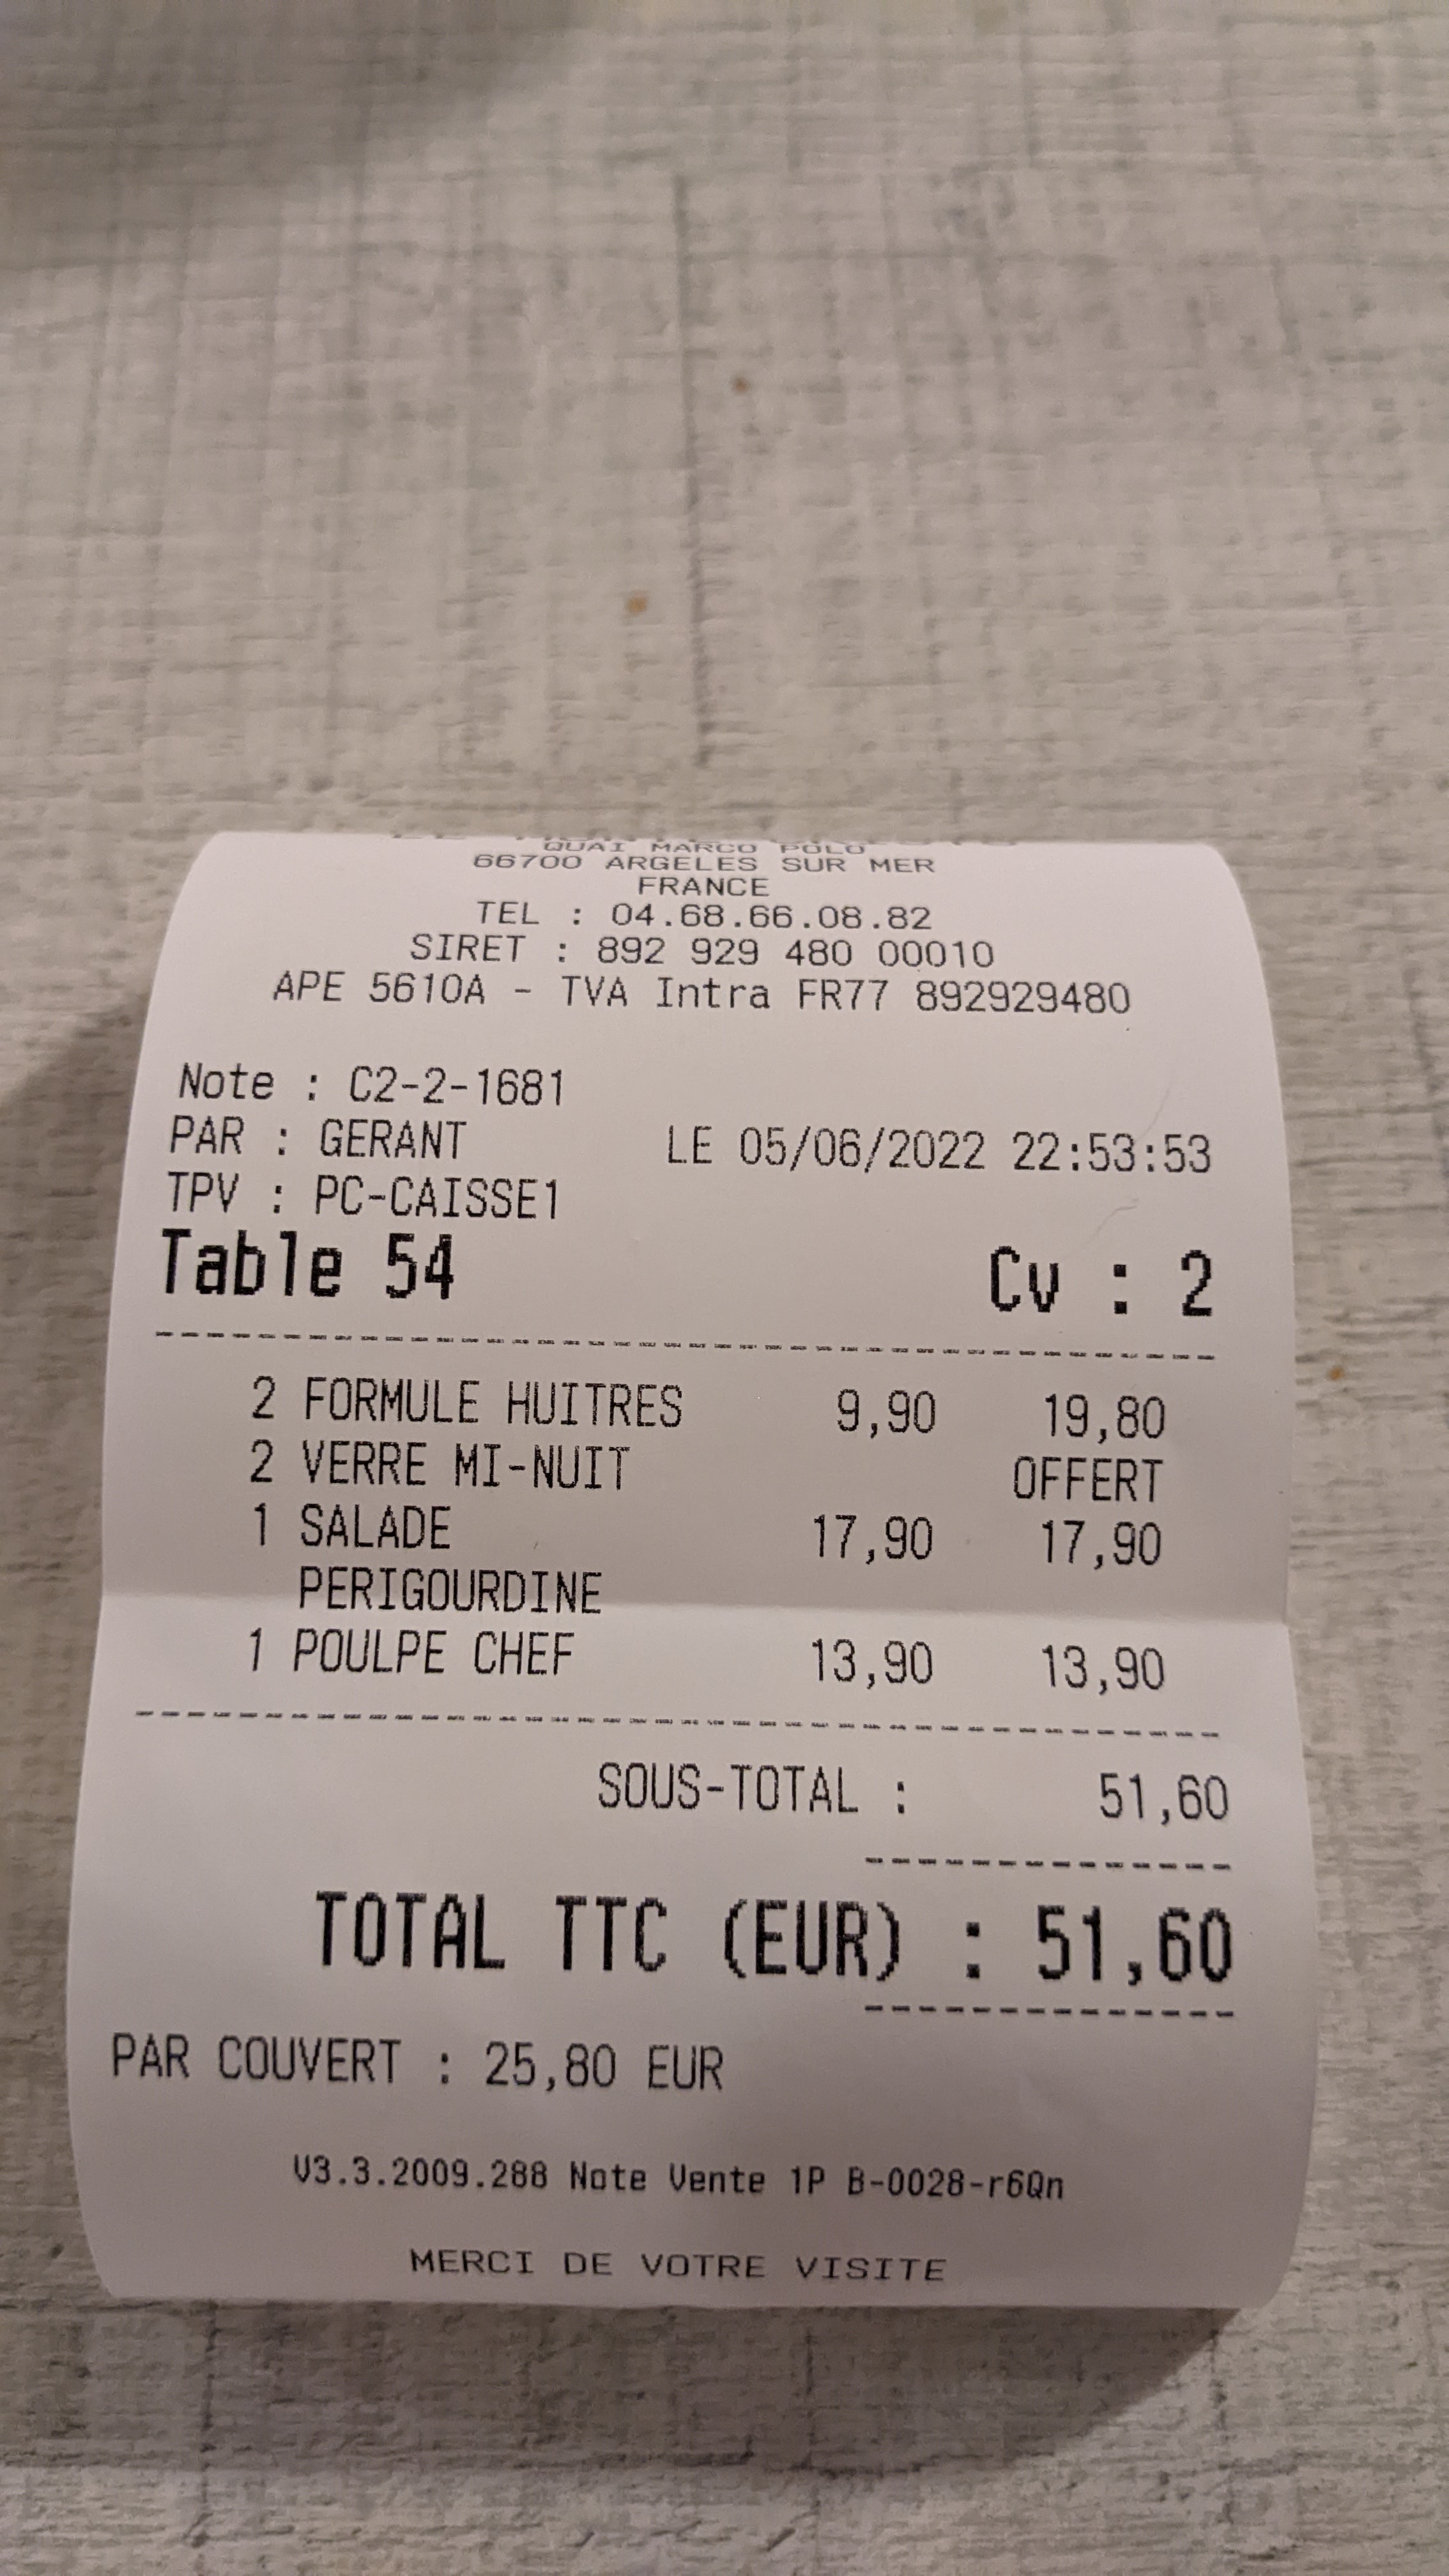 QUAI MARCO POLO
66700 ARGELES SUR MER
FRANCE
TEL : 04.68.66.08.82
SIRET : 892 929 480 00010
APE 5610A - TVA Intra FR77 892929480
Note : C2-2-1681
PAR : GERANT LE 05/06/2022 22:53:53
TPV : PC-CAISSE1
Table 54 Cv : 2
2 FORMULE HUITRES 9,90 19,80
2 VERRE MI-NUIT OFFERT
1 SALADE 17,90 17,90
PERIGOURDINE
1 POULPE CHEF 13,90 13,90
SOUS-TOTAL : 51,60
TOTAL TTC (EUR) : 51,60
PAR COUVERT : 25,80 EUR
V3.3.2009.288 Note Vente 1P B-0028-r6Qn
MERCI DE VOTRE VISITE